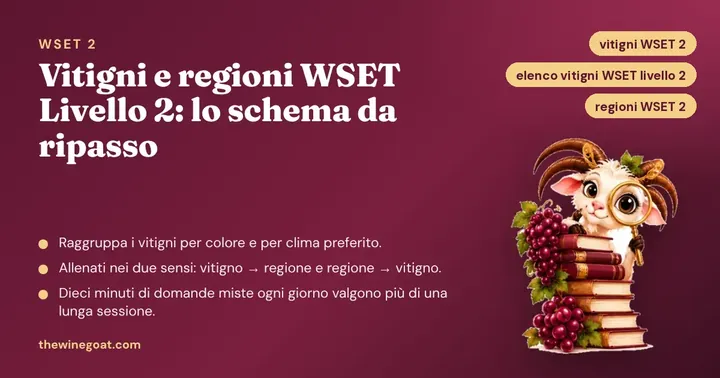 WSET 2
Vitigni e regioni WSET
Livello 2: lo schema da
ripasso
vitigni WSET 2
elenco vitigni WSET livello 2
regioni WSET 2
Raggruppa i vitigni per colore e per clima preferito.
Allenati nei due sensi: vitigno → regione e regione → vitigno.
Dieci minuti di domande miste ogni giorno valgono più di una
lunga sessione.
thewinegoat.com